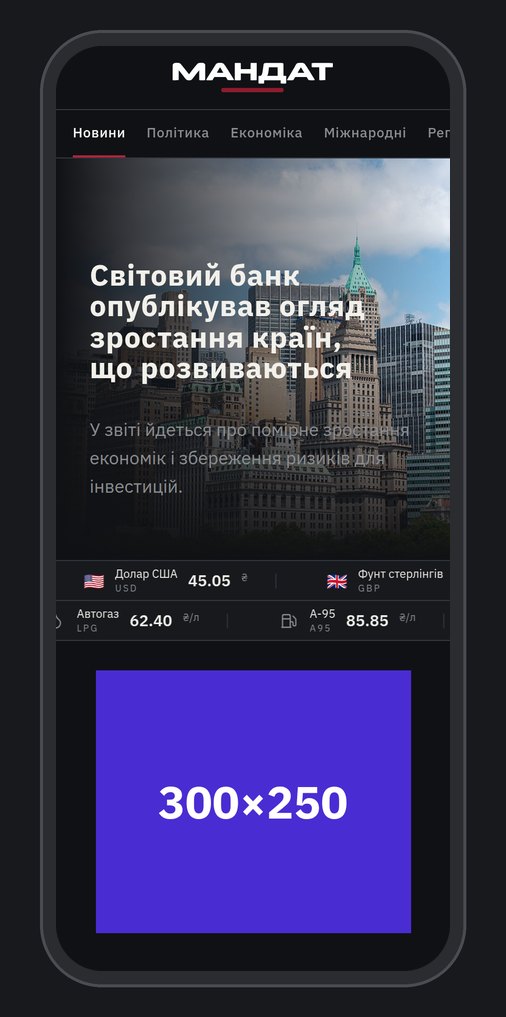 МАНДАТ
Новини Політика Економіка Міжнародні Рег
Світовий банк
опублікував огляд
зростання країн,
що розвиваються
У звіті йдеться про помірне зростання
економік і збереження ризиків для
інвестицій.
Долар США 45.05 ₴ Фунт стерлінгів
USD GBP
Автогаз 62.40 ₴/л А-95 85.85 ₴/л
LPG A95
300×250